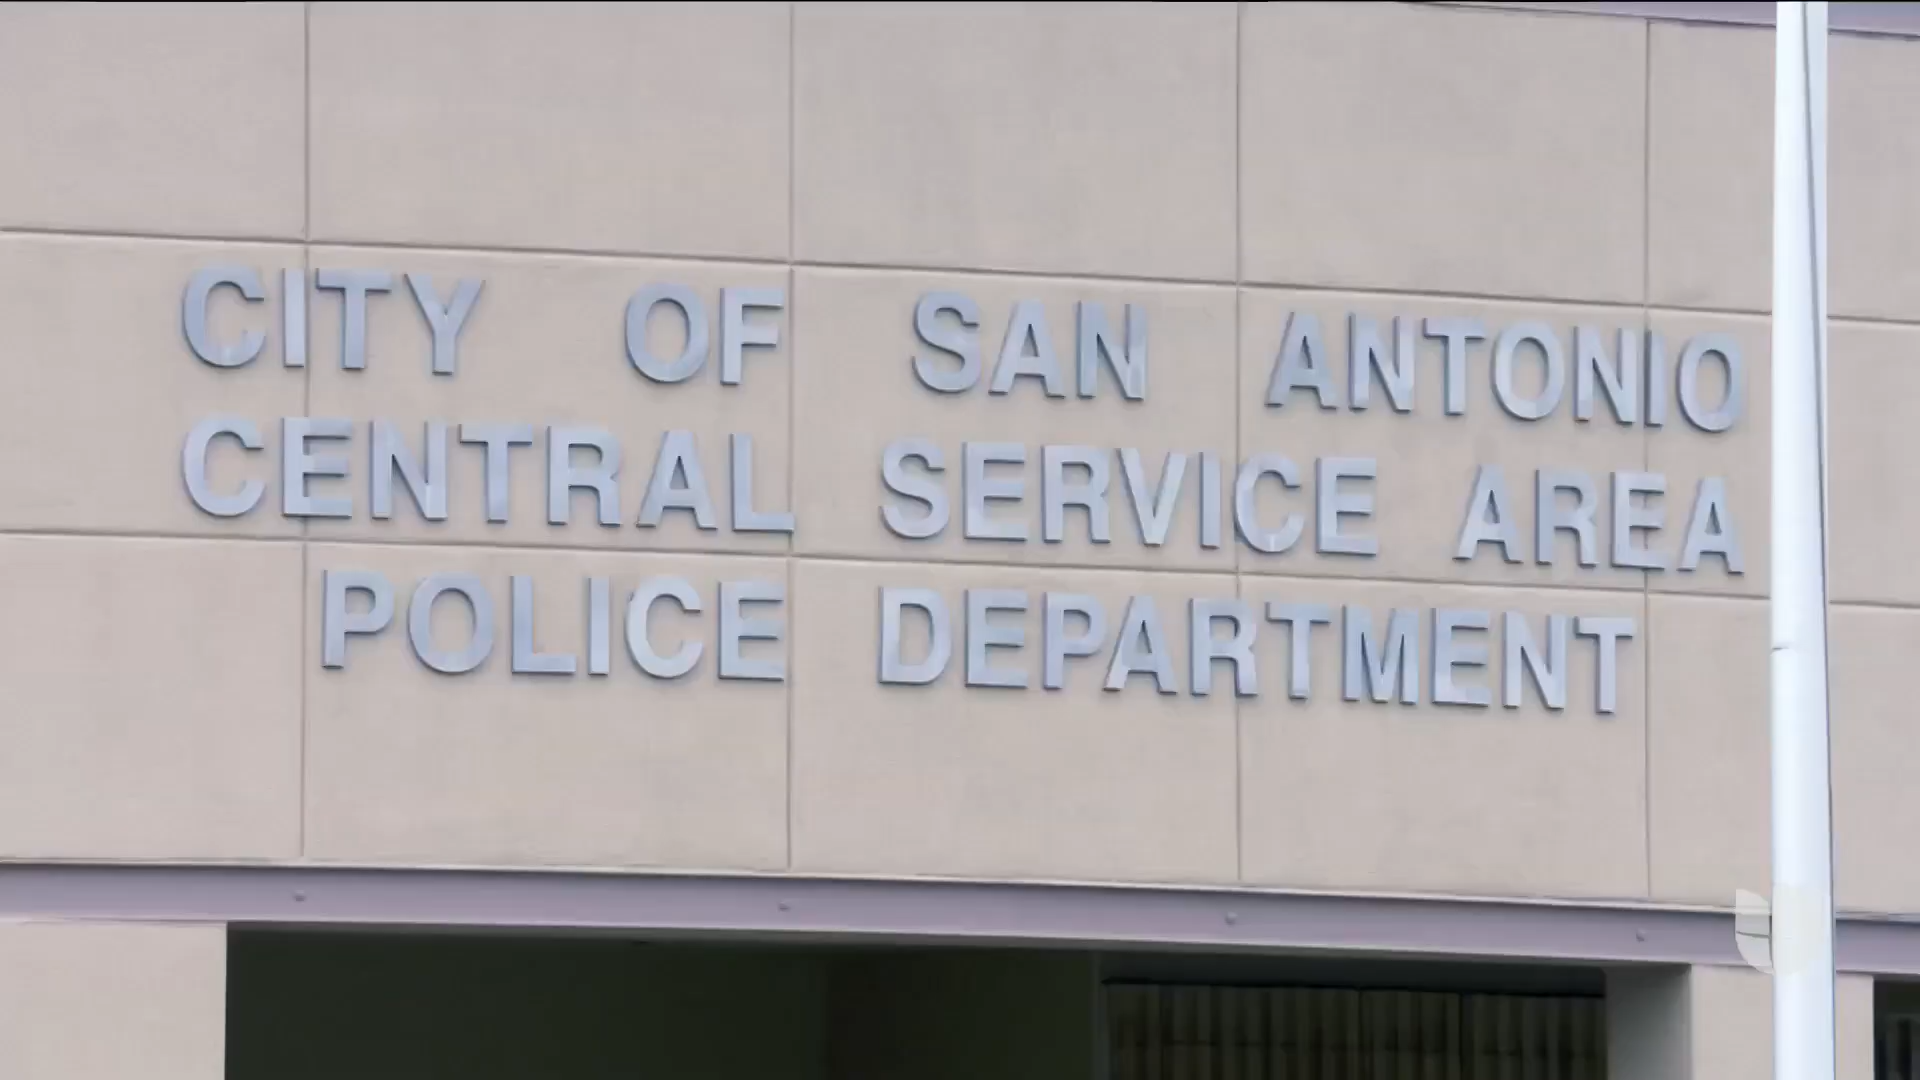 CITY OF SAN ANTONIO
CENTRAL SERVICE AREA
POLICE DEPARTMENT